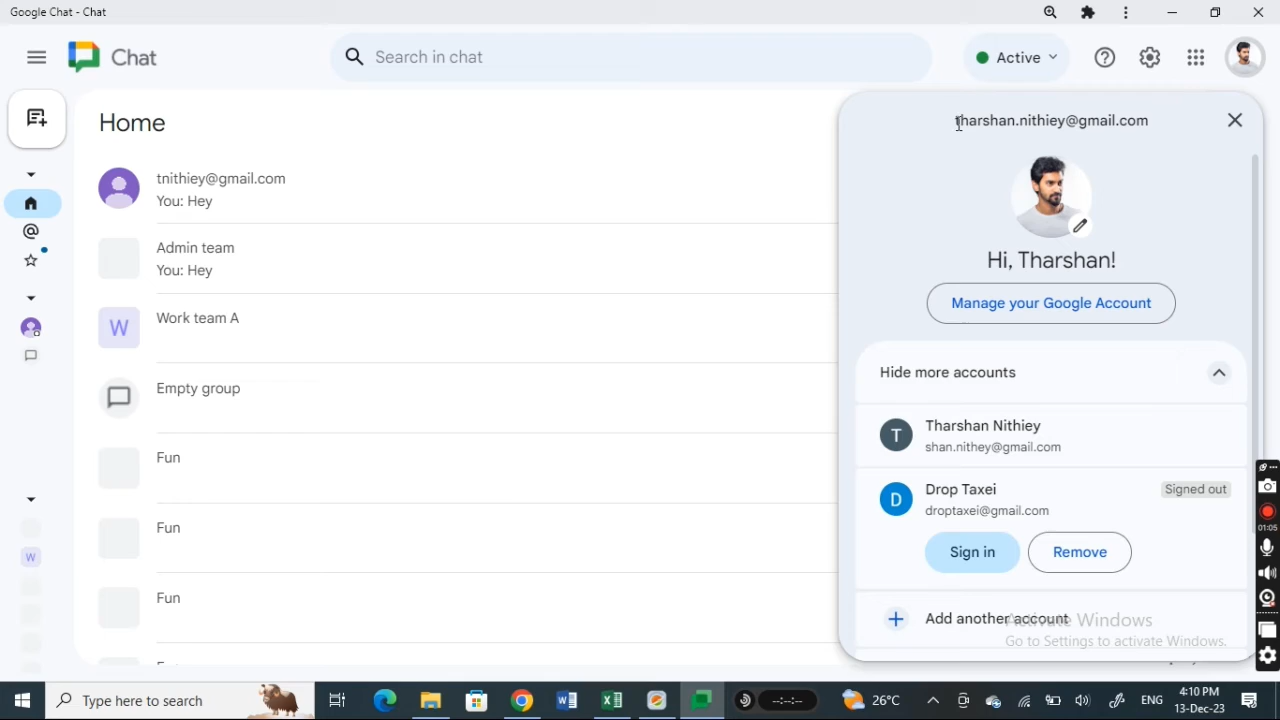 Google Chat - Chat
Chat
Search in chat
Active
Home
tnithiey@gmail.com
You: Hey
Admin team
You: Hey
W
Work team A
Empty group
Fun
Fun
Fun
W
tharshan.nithiey@gmail.com
Hi, Tharshan!
Manage your Google Account
Hide more accounts
T
Tharshan Nithiey
shan.nithey@gmail.com
D
Drop Taxei
Signed out
droptaxei@gmail.com
Sign in
Remove
Add another account
Activate Windows
Go to Settings to activate Windows.
01:05
Type here to search
--:--:--
26°C
ENG
4:10 PM
13-Dec-23